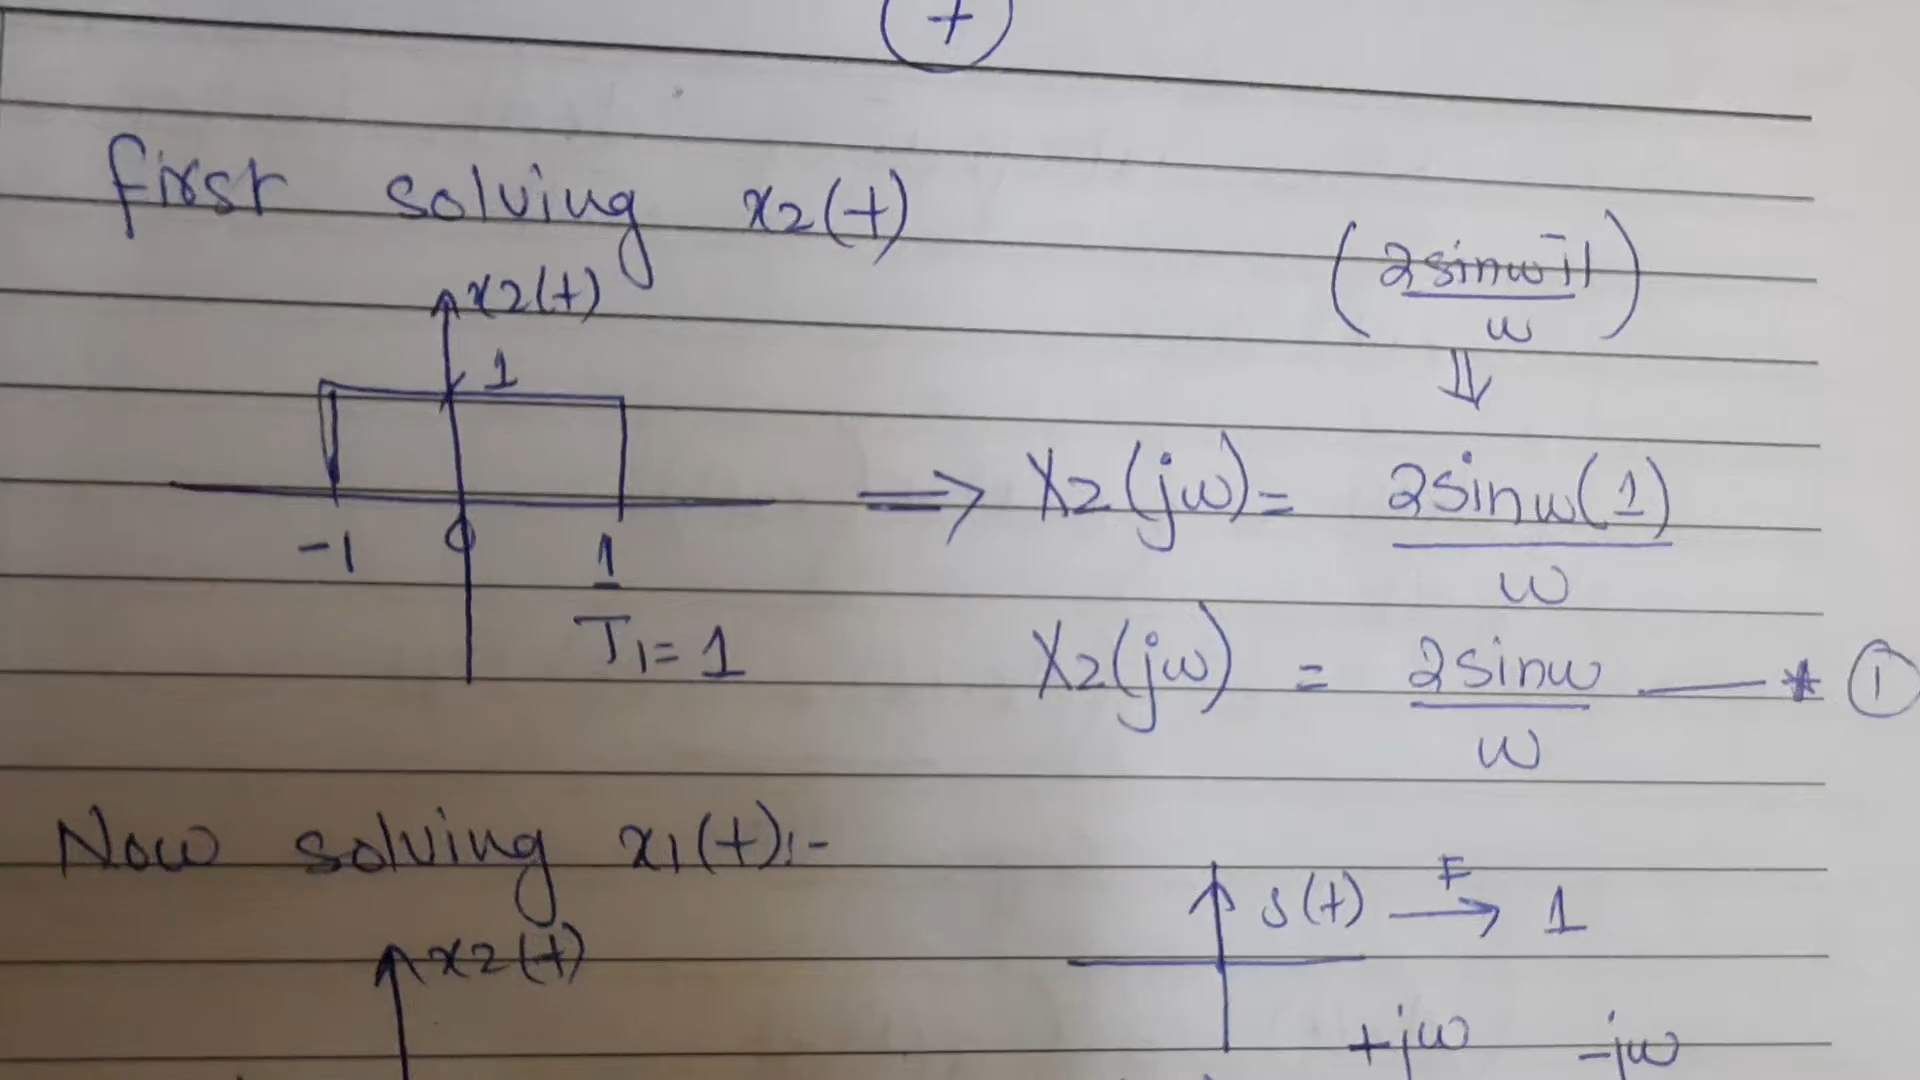 (+)
first solving x2(t)
(2sinωT1/ω)
⇓
x2(t)
1
-1 0 1
T1=1
⇒ X2(jω)= 2sinω(1)/ω
X2(jω) = 2sinω/ω —* ①
Now solving x1(t):-
δ(t) F→ 1
x2(t)
+jω -jω